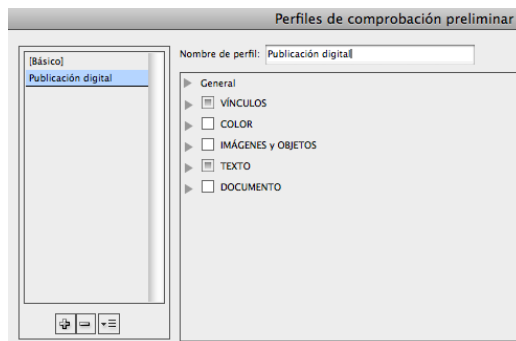 Perfiles de comprobación preliminar
[Básico]
Publicación digital
Nombre de perfil: Publicación digital
General
VÍNCULOS
COLOR
IMÁGENES y OBJETOS
TEXTO
DOCUMENTO